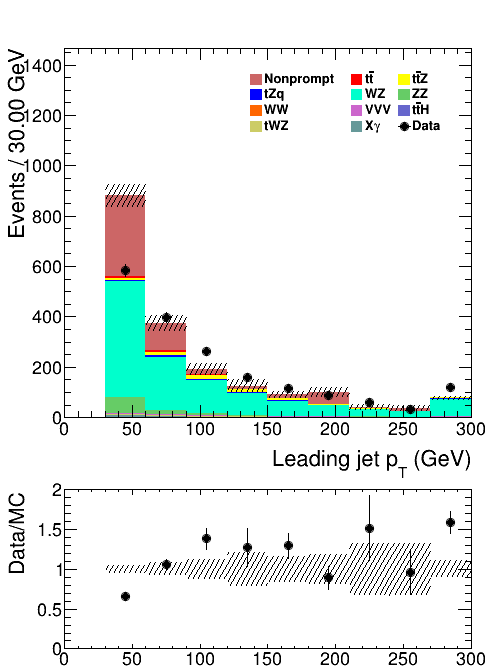 Events / 30.00 GeV
1400
1200
1000
800
600
400
200
0
Nonprompt tt̄ tt̄Z
tZq WZ ZZ
WW VVV tt̄H
tWZ Xγ Data
0 50 100 150 200 250 300
Leading jet p_T (GeV)
Data/MC
2
1.5
1
0.5
0
0 50 100 150 200 250 300